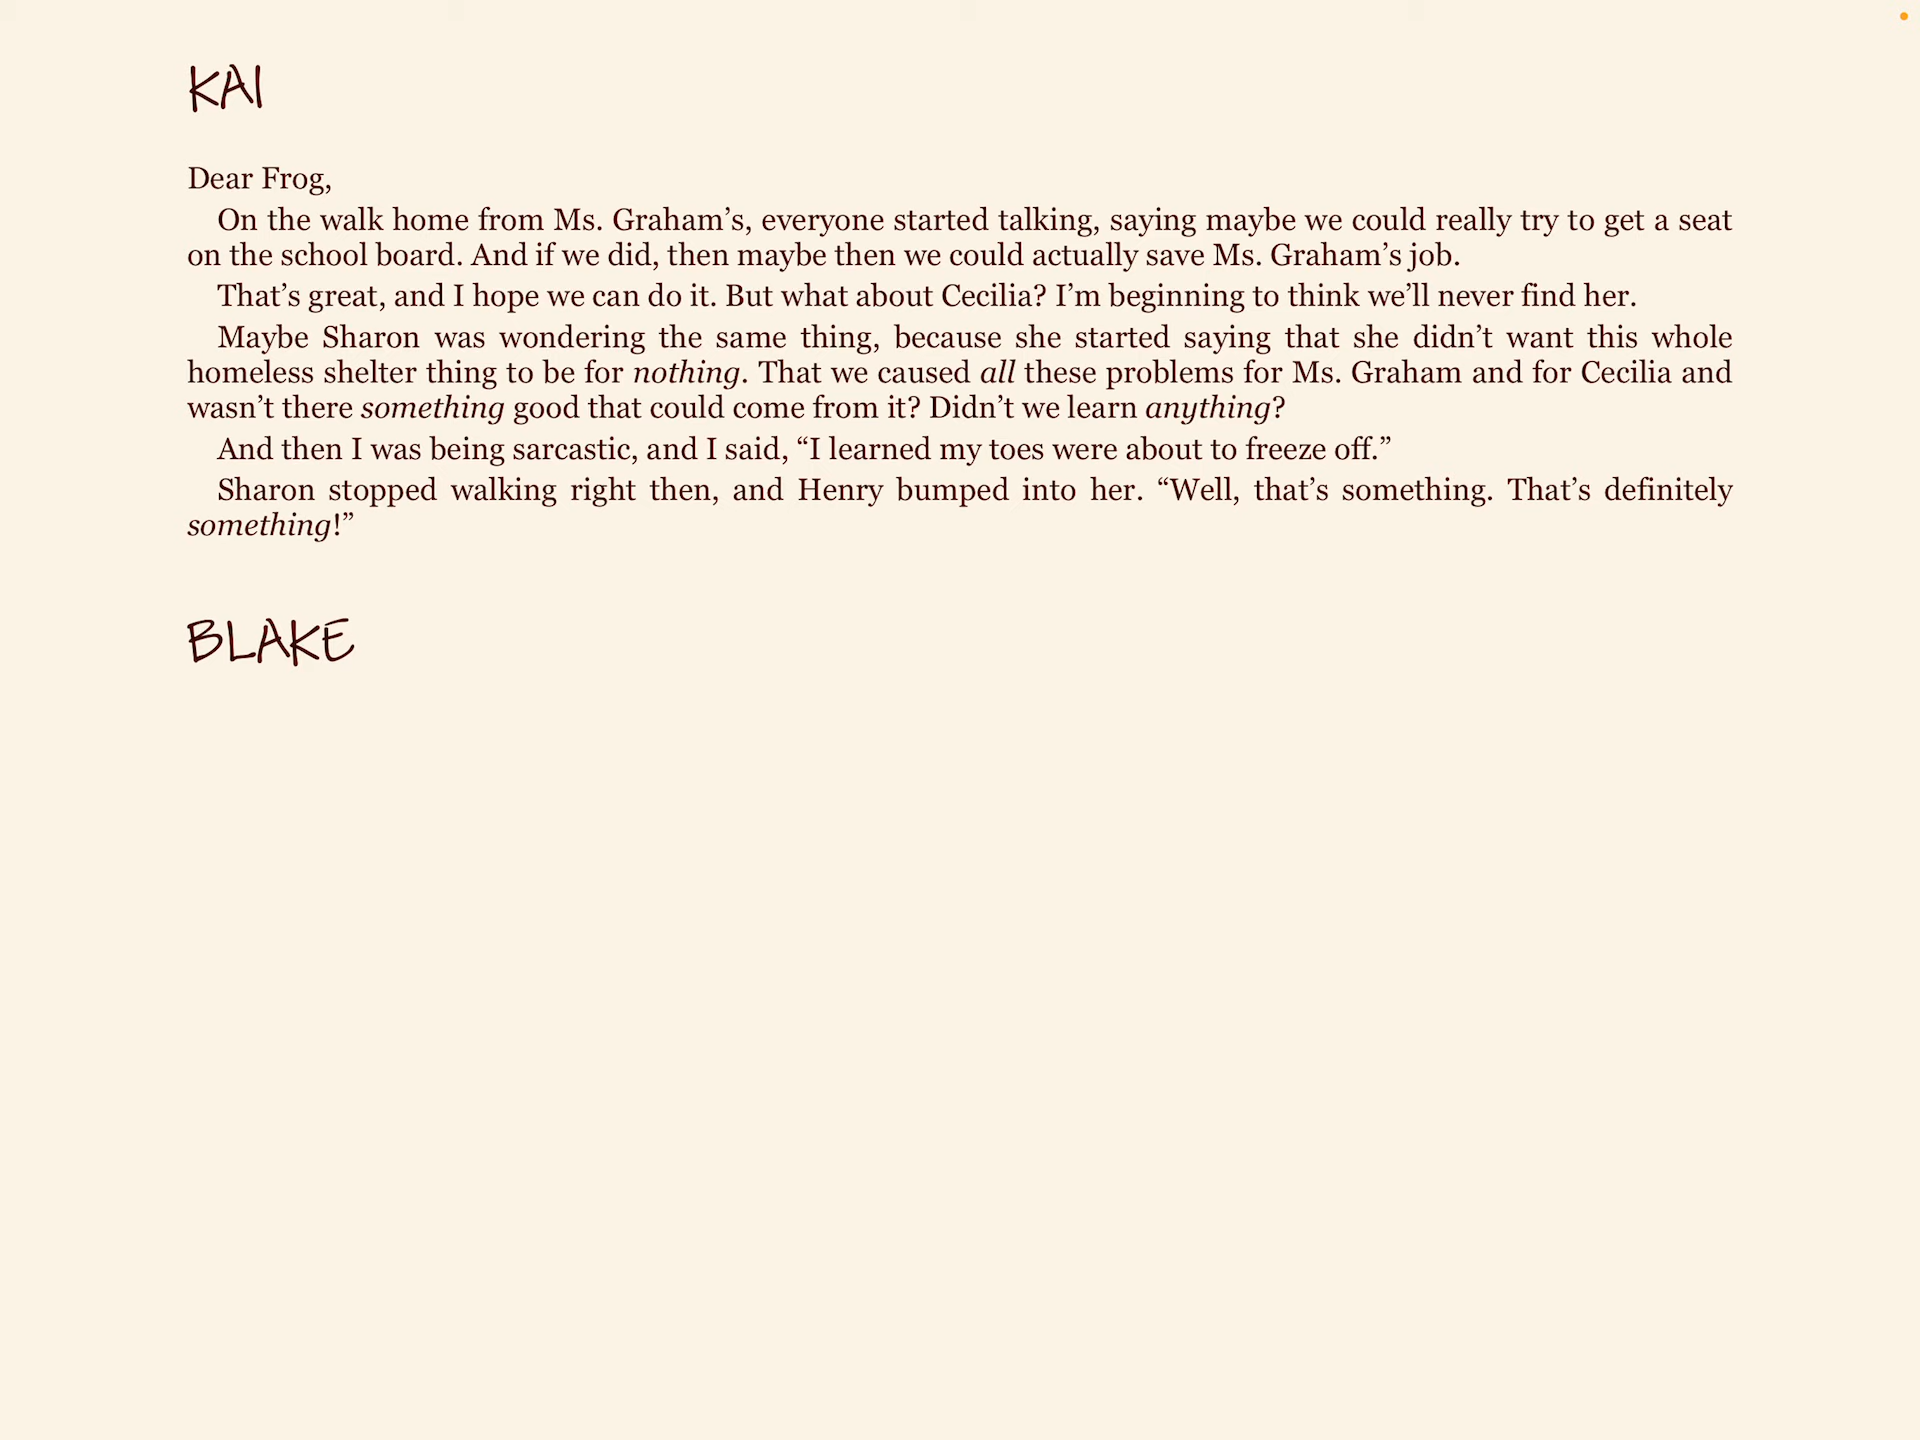 KAI
Dear Frog,
On the walk home from Ms. Graham’s, everyone started talking, saying maybe we could really try to get a seat
on the school board. And if we did, then maybe then we could actually save Ms. Graham’s job.
That’s great, and I hope we can do it. But what about Cecilia? I’m beginning to think we’ll never find her.
Maybe Sharon was wondering the same thing, because she started saying that she didn’t want this whole
homeless shelter thing to be for nothing. That we caused all these problems for Ms. Graham and for Cecilia and
wasn’t there something good that could come from it? Didn’t we learn anything?
And then I was being sarcastic, and I said, “I learned my toes were about to freeze off.”
Sharon stopped walking right then, and Henry bumped into her. “Well, that’s something. That’s definitely
something!”
BLAKE